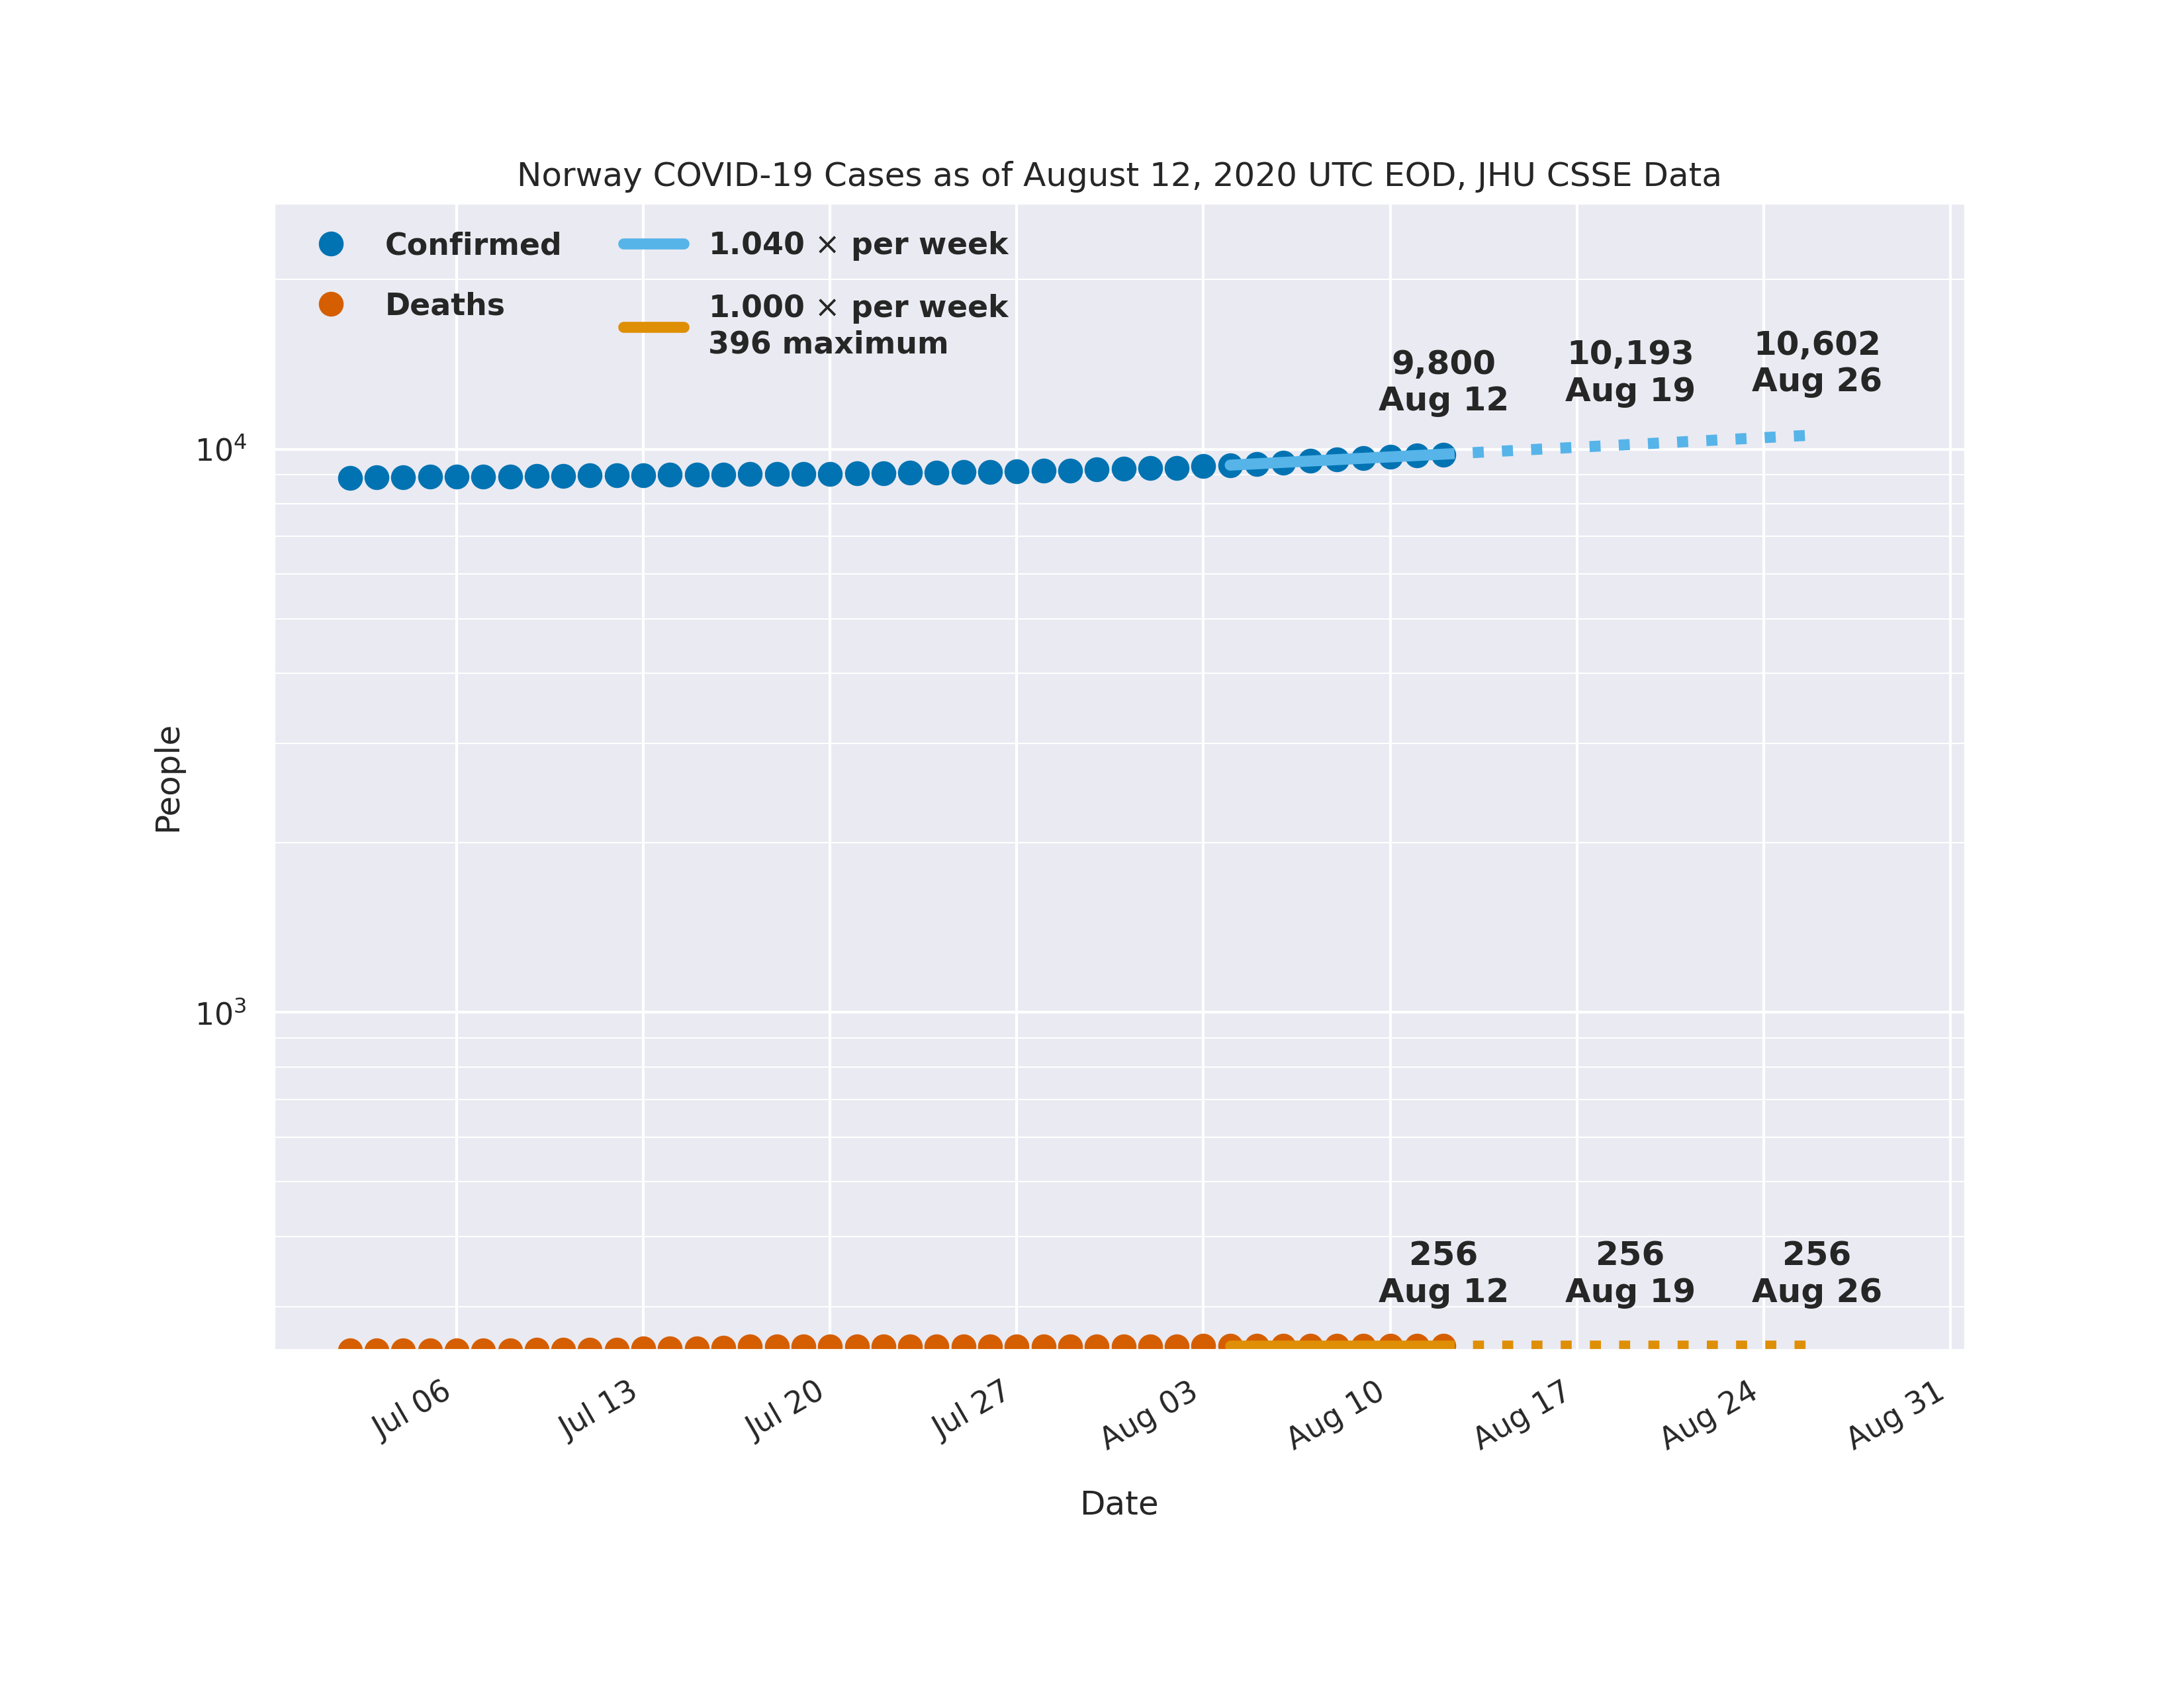 Norway COVID-19 Cases as of August 12, 2020 UTC EOD, JHU CSSE Data
Confirmed
Deaths
1.040 × per week
1.000 × per week
396 maximum
9,800
Aug 12
10,193
Aug 19
10,602
Aug 26
10⁴
People
10³
256
Aug 12
256
Aug 19
256
Aug 26
Jul 06
Jul 13
Jul 20
Jul 27
Aug 03
Aug 10
Aug 17
Aug 24
Aug 31
Date